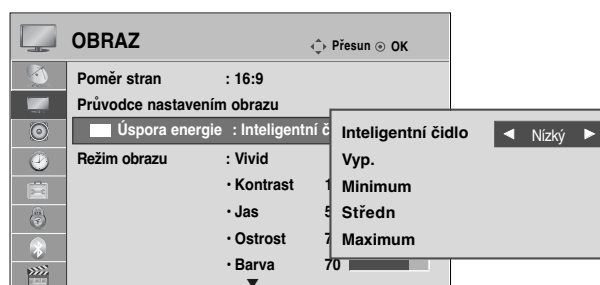 OBRAZ
Přesun OK
Poměr stran : 16:9
Průvodce nastavením obrazu
Úspora energie : Inteligentní č
Režim obrazu : Vivid
• Kontrast 1
• Jas 5
• Ostrost 7
• Barva 70
Inteligentní čidlo ◄ Nízký ►
Vyp.
Minimum
Středn
Maximum